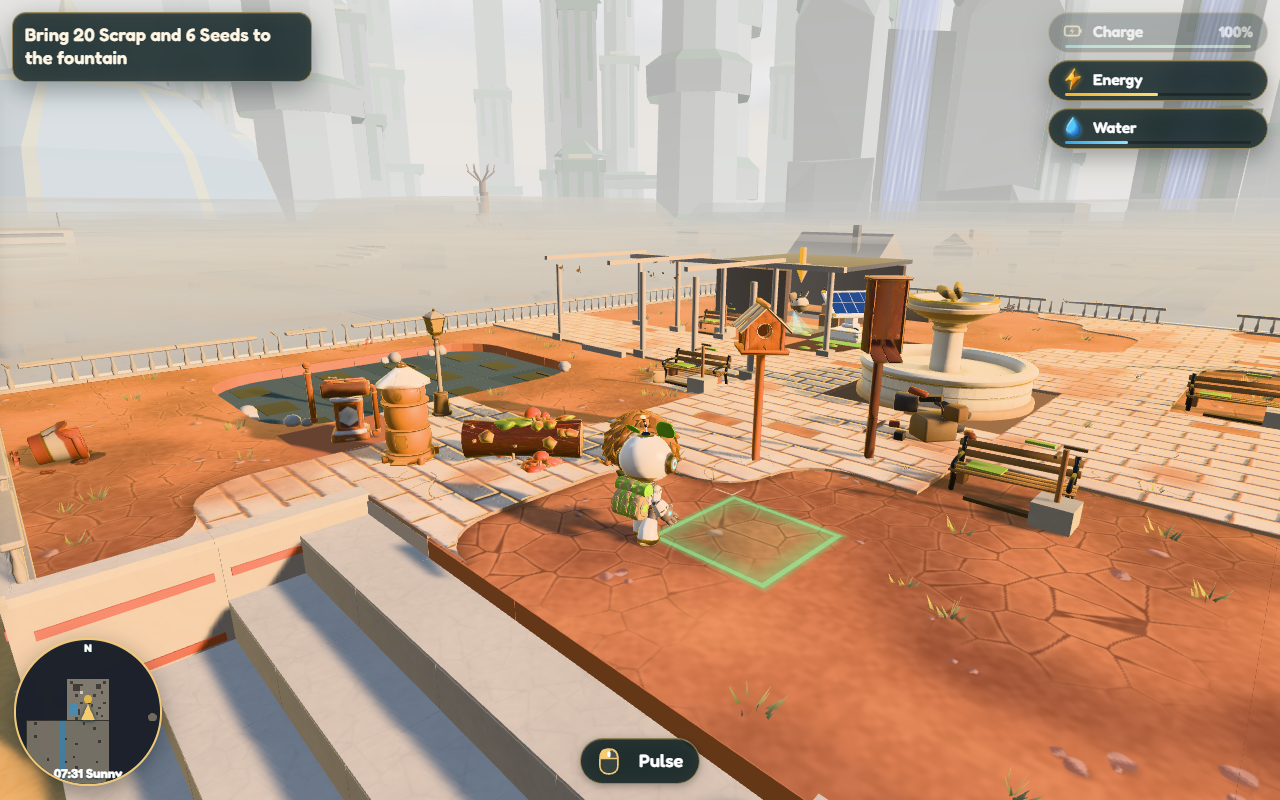 Bring 20 Scrap and 6 Seeds to
the fountain
Charge 100%
Energy
Water
N
07:31 Sunny
Pulse